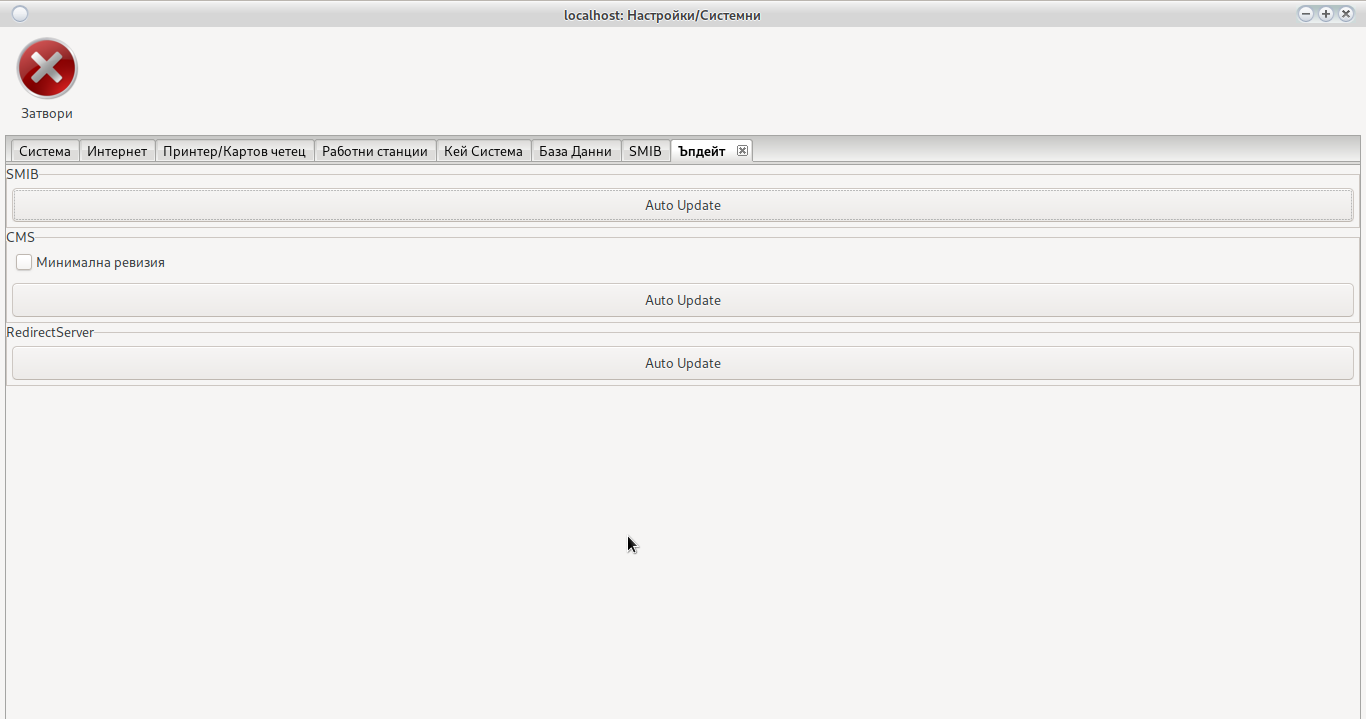 localhost: Настройки/Системни
Затвори
Система Интернет Принтер/Картов четец Работни станции Кей Система База Данни SMIB Ъпдейт
SMIB
Auto Update
CMS
Минимална ревизия
Auto Update
RedirectServer
Auto Update